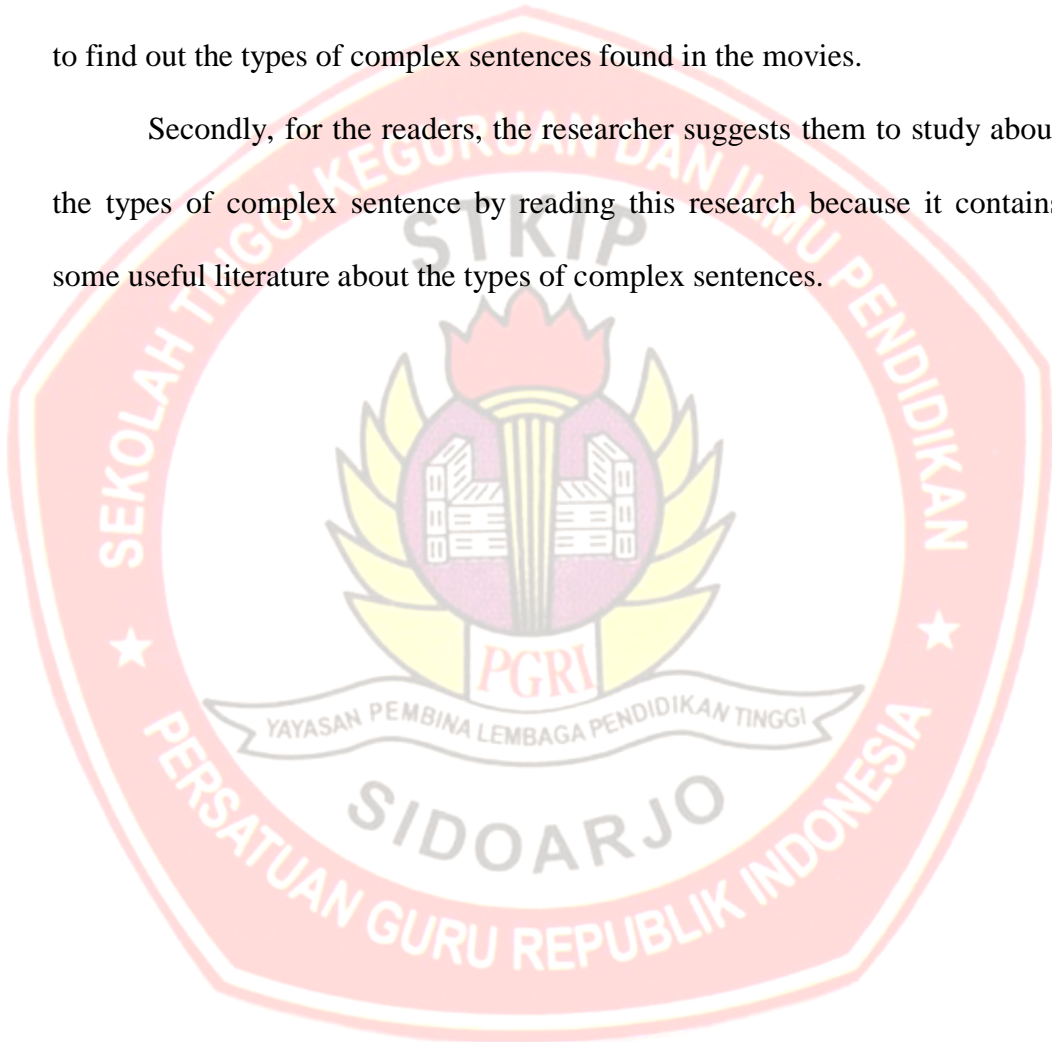 to find out the types of complex sentences found in the movies.
Secondly, for the readers, the researcher suggests them to study abou
the types of complex sentence by reading this research because it contains
some useful literature about the types of complex sentences.
SEKOLAH TINGGI KEGURUAN DAN ILMU PENDIDIKAN
STKIP
PGRI
YAYASAN PEMBINA LEMBAGA PENDIDIKAN TINGGI
SIDOARJO
PERSATUAN GURU REPUBLIK INDONESIA